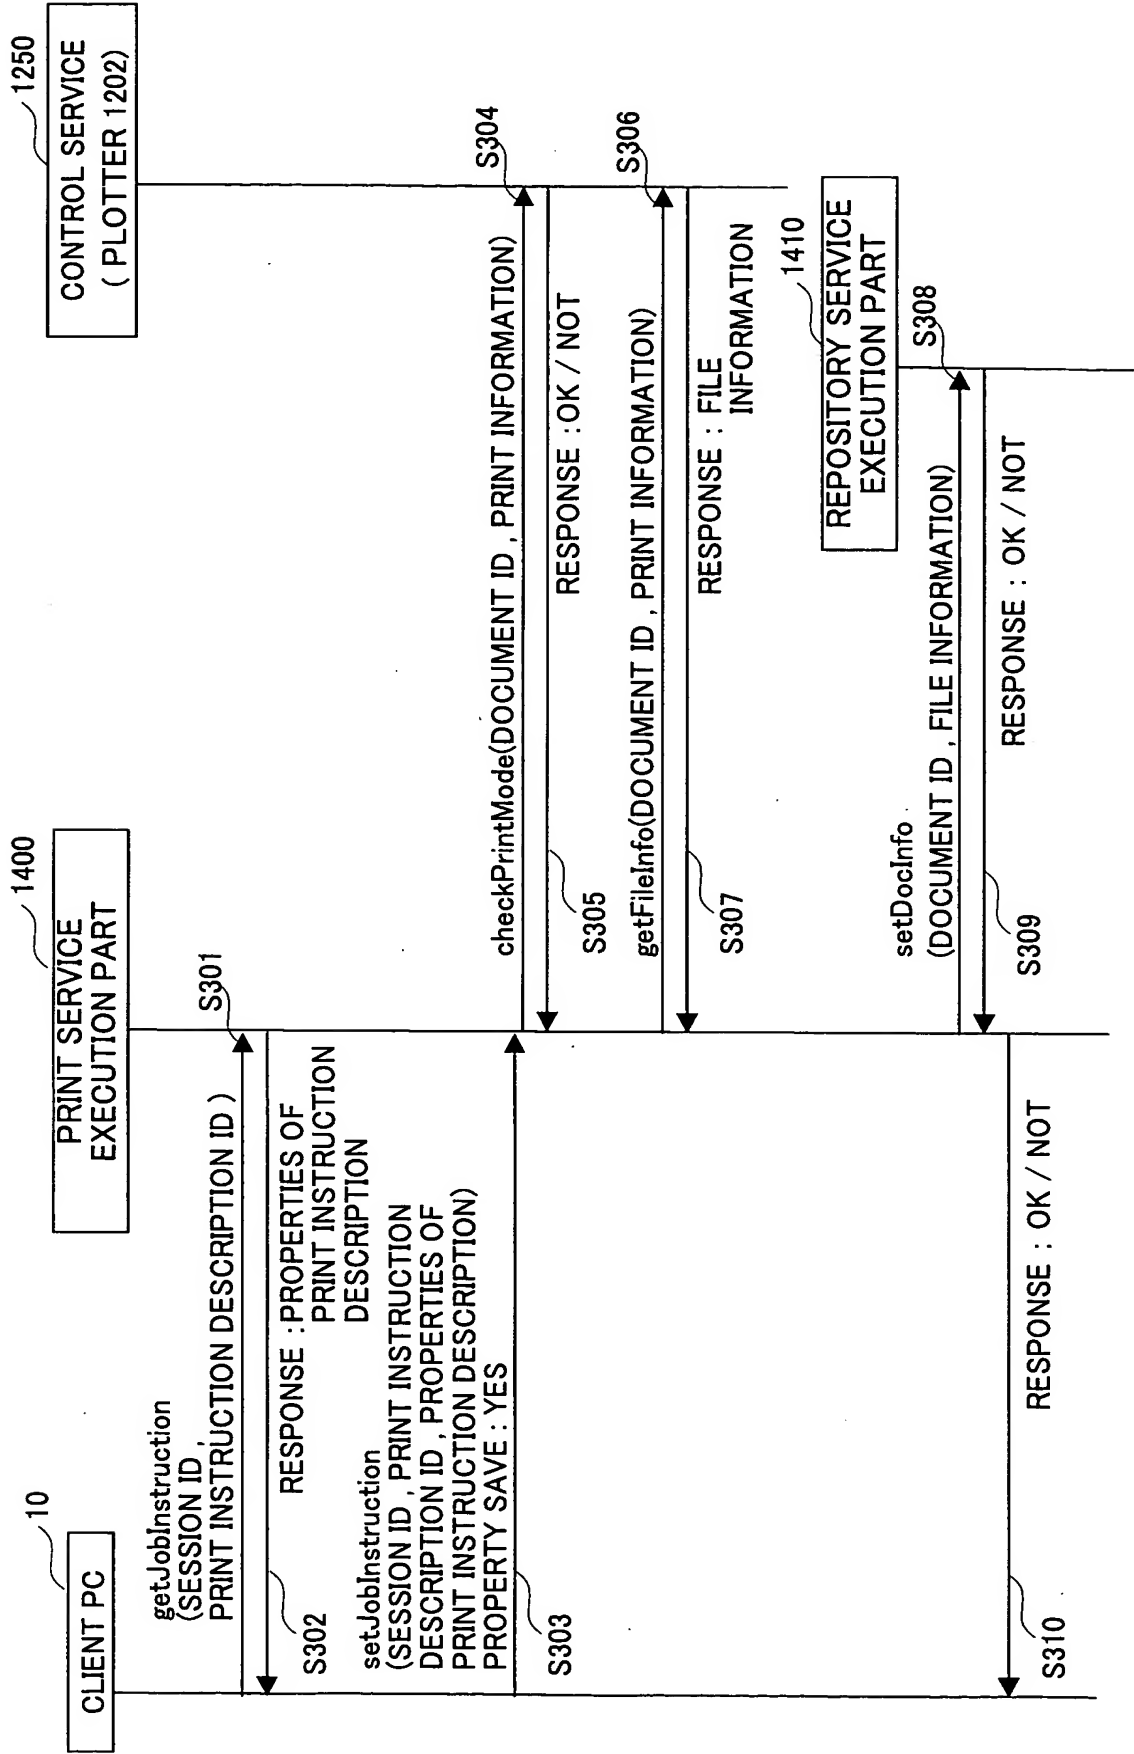 10
CLIENT PC
1400
PRINT SERVICE
EXECUTION PART
1250
CONTROL SERVICE
( PLOTTER 1202)
getJobInstruction
(SESSION ID ,
PRINT INSTRUCTION DESCRIPTION ID )
S301
RESPONSE :PROPERTIES OF
PRINT INSTRUCTION
DESCRIPTION
S302
setJobInstruction
(SESSION ID , PRINT INSTRUCTION
DESCRIPTION ID , PROPERTIES OF
PRINT INSTRUCTION DESCRIPTION)
PROPERTY SAVE : YES
S303
checkPrintMode(DOCUMENT ID , PRINT INFORMATION)
S304
RESPONSE :OK / NOT
S305
getFileInfo(DOCUMENT ID , PRINT INFORMATION)
S306
RESPONSE : FILE
INFORMATION
S307
1410
REPOSITORY SERVICE
EXECUTION PART
setDocInfo
(DOCUMENT ID , FILE INFORMATION)
S308
RESPONSE : OK / NOT
S309
RESPONSE : OK / NOT
S310